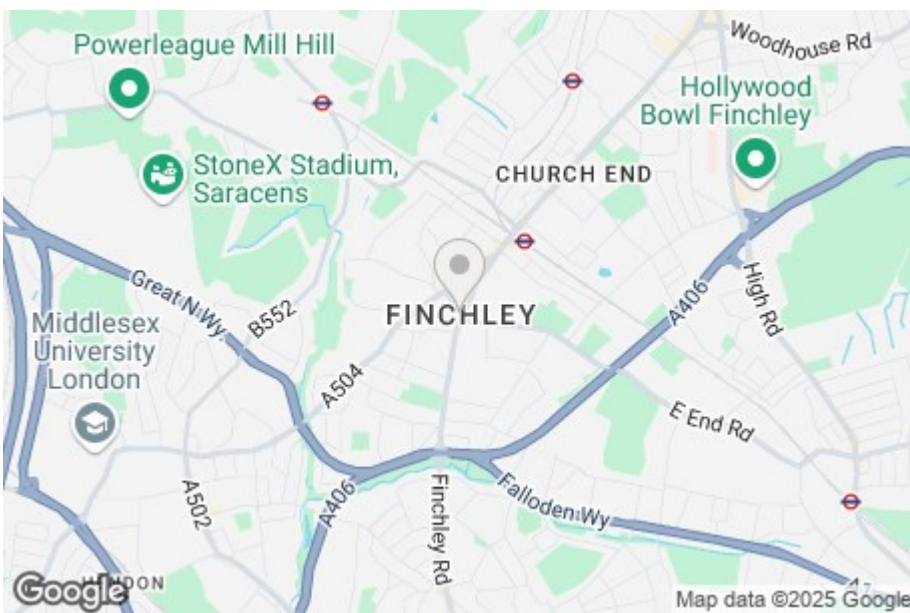 Powerleague Mill Hill
Woodhouse Rd
Hollywood
Bowl Finchley
StoneX Stadium,
Saracens
CHURCH END
Great N Wy.
B552
A406
High Rd
FINCHLEY
Middlesex
University
London
A504
E End Rd
A502
A406
Finchley Rd
Falloden Wy
Google
Map data ©2025 Google